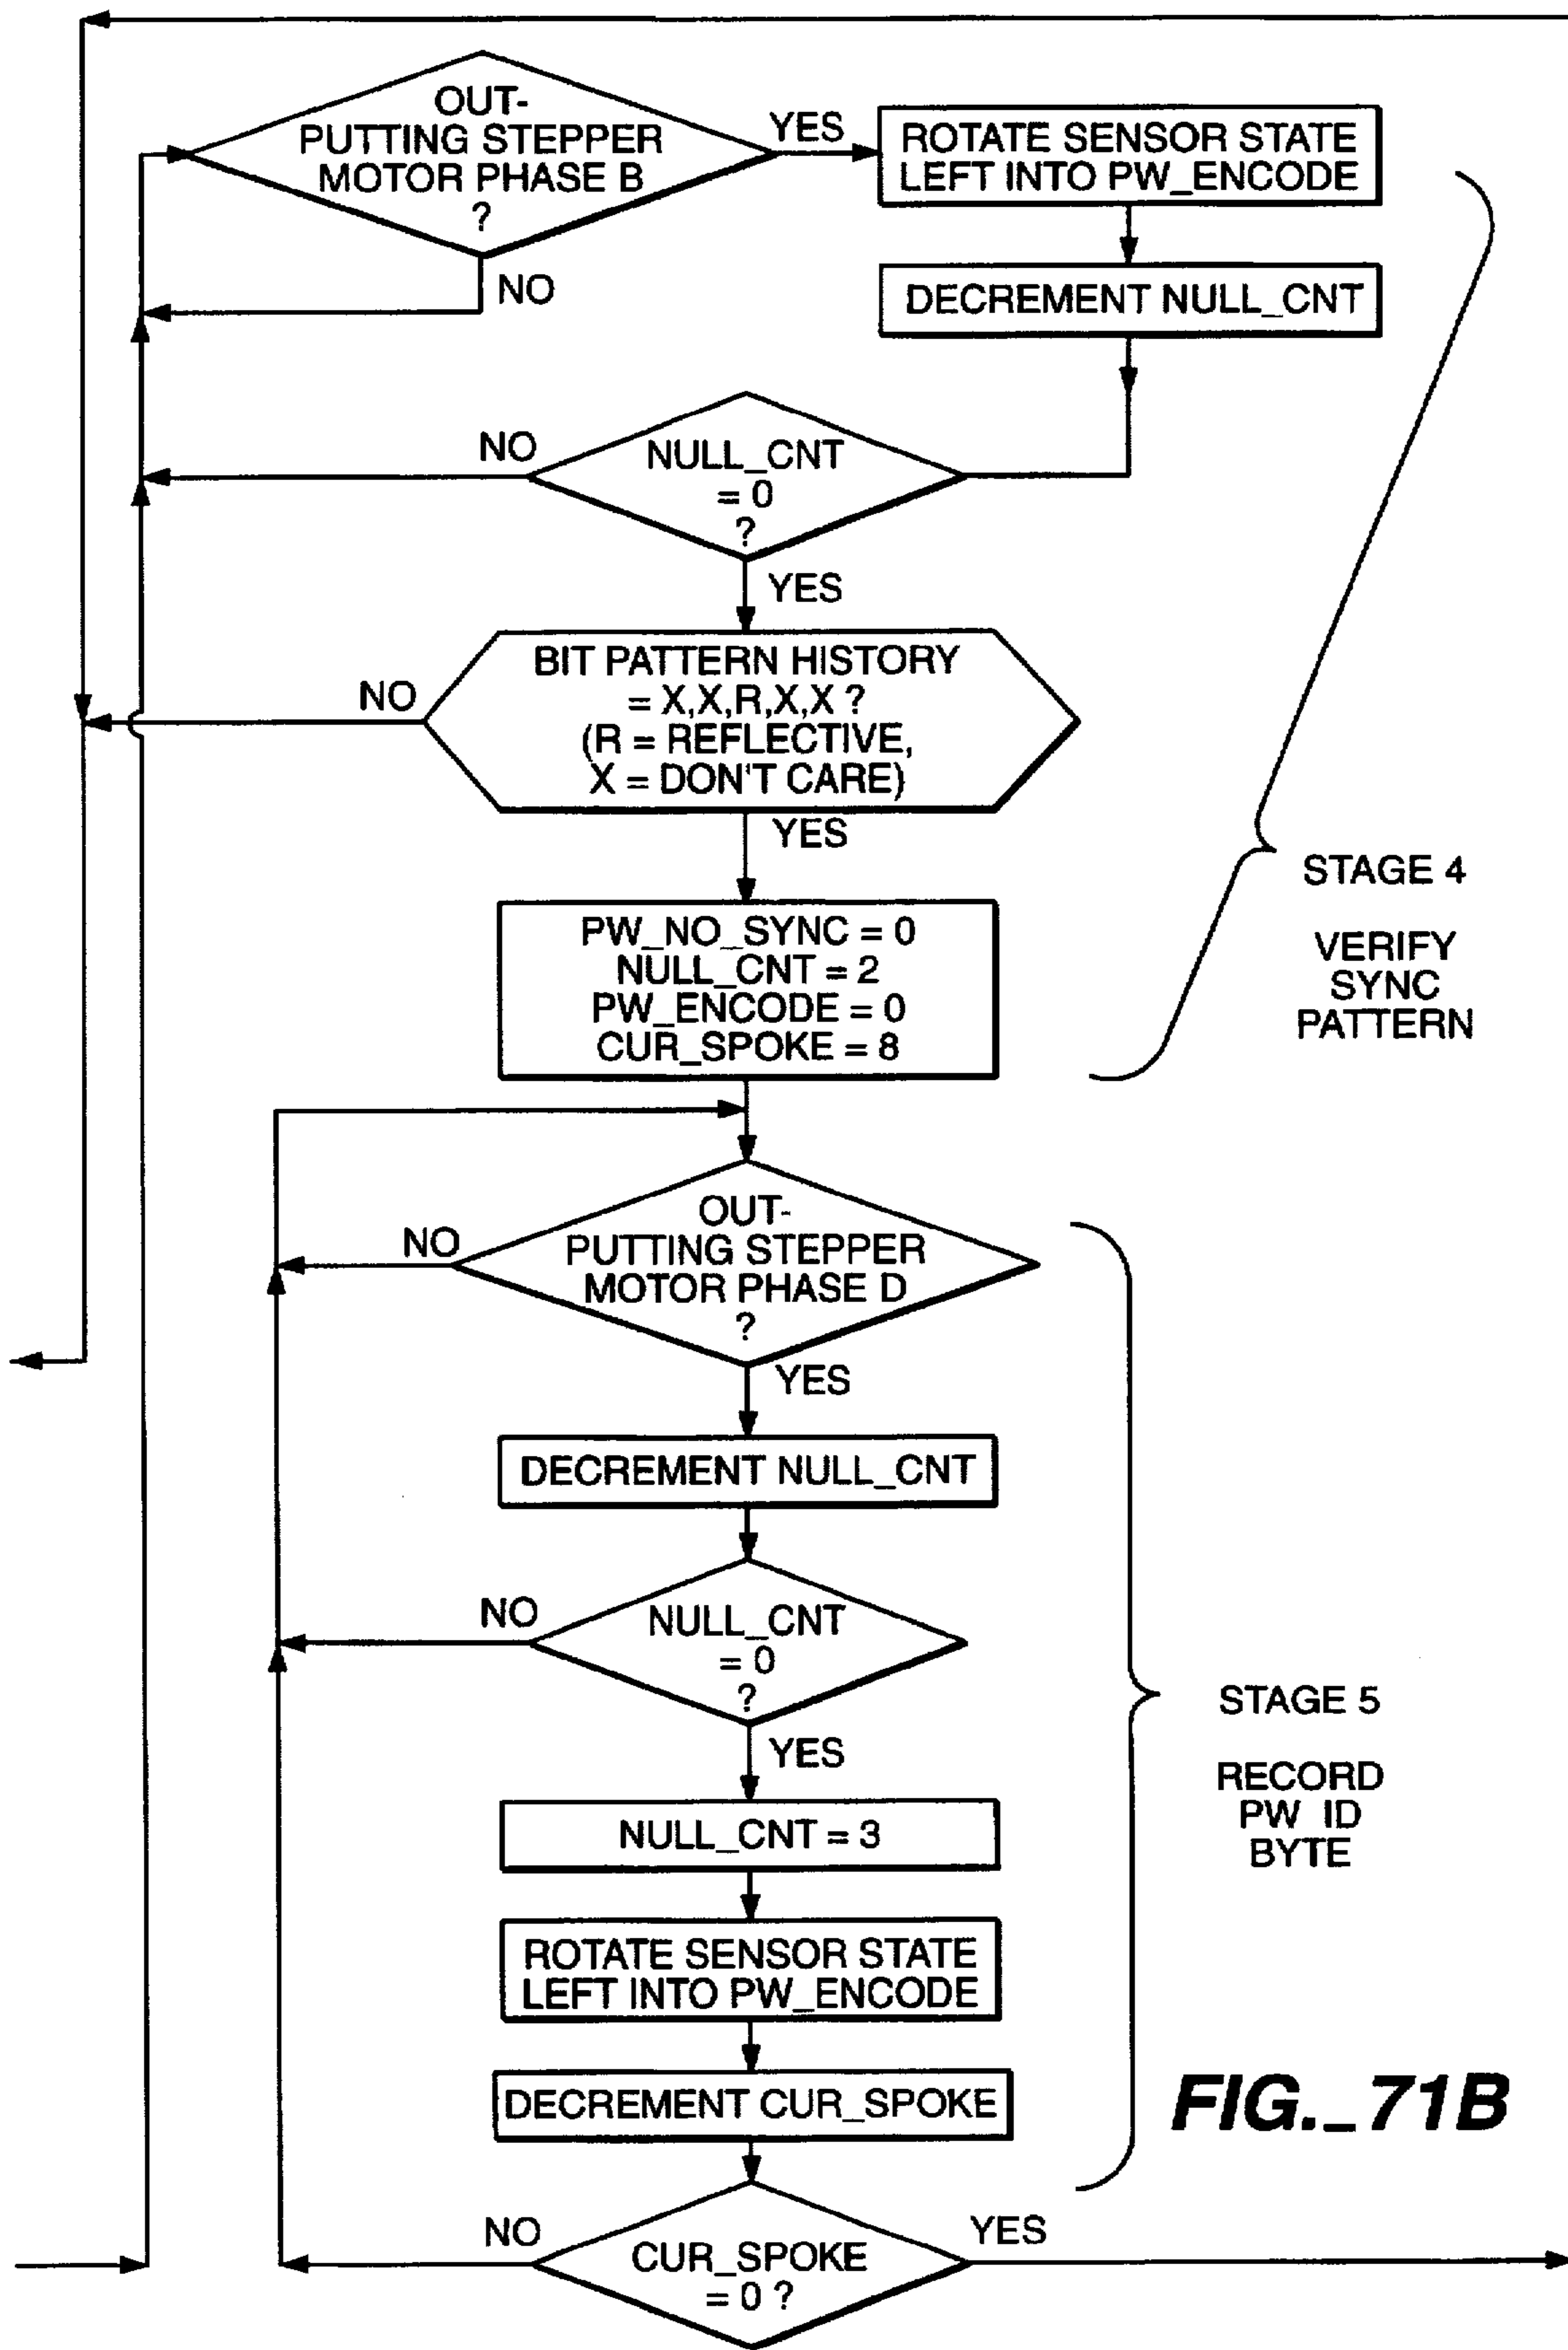 OUT-
PUTTING STEPPER
MOTOR PHASE B
?
YES
ROTATE SENSOR STATE
LEFT INTO PW_ENCODE
NO
DECREMENT NULL_CNT
NO
NULL_CNT
= 0
?
YES
BIT PATTERN HISTORY
= X,X,R,X,X ?
(R = REFLECTIVE,
X = DON'T CARE)
NO
YES
PW_NO_SYNC = 0
NULL_CNT = 2
PW_ENCODE = 0
CUR_SPOKE = 8
STAGE 4
VERIFY
SYNC
PATTERN
OUT-
PUTTING STEPPER
MOTOR PHASE D
?
NO
YES
DECREMENT NULL_CNT
NO
NULL_CNT
= 0
?
YES
NULL_CNT = 3
ROTATE SENSOR STATE
LEFT INTO PW_ENCODE
DECREMENT CUR_SPOKE
STAGE 5
RECORD
PW ID
BYTE
NO
CUR_SPOKE
= 0 ?
YES
FIG._71B